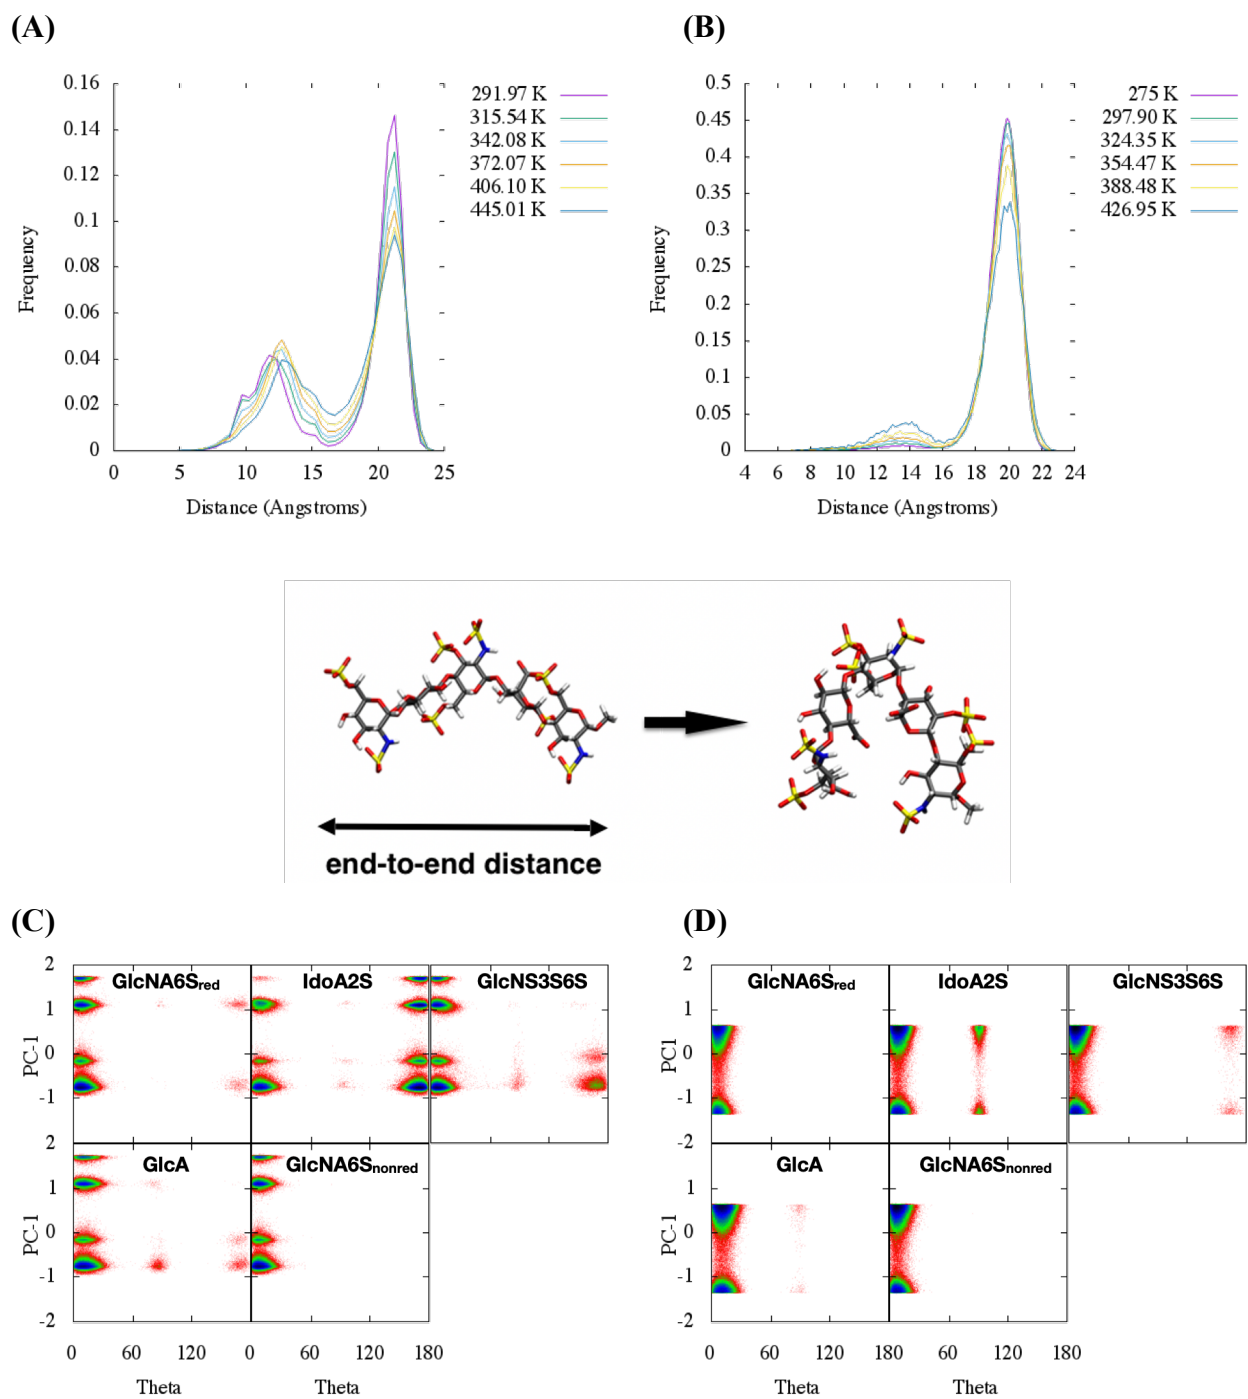 (A)
(B)
0.16
0.14
0.12
0.1
0.08
0.06
0.04
0.02
0
0 5 10 15 20 25
Frequency
Distance (Angstroms)
291.97 K
315.54 K
342.08 K
372.07 K
406.10 K
445.01 K
0.5
0.45
0.4
0.35
0.3
0.25
0.2
0.15
0.1
0.05
0
4 6 8 10 12 14 16 18 20 22 24
Frequency
Distance (Angstroms)
275 K
297.90 K
324.35 K
354.47 K
388.48 K
426.95 K
end-to-end distance
(C)
(D)
2
1
0
-1
2
PC-1
GlcNA6Sred
IdoA2S
GlcNS3S6S
1
0
-1
-2
PC-1
GlcA
GlcNA6Snonred
0 60 120 0 60 120 180
Theta Theta
2
1
0
-1
-2
PC1
GlcNA6Sred
IdoA2S
GlcNS3S6S
1
0
-1
-2
PC1
GlcA
GlcNA6Snonred
0 60 120 180 60 120 180
Theta Theta